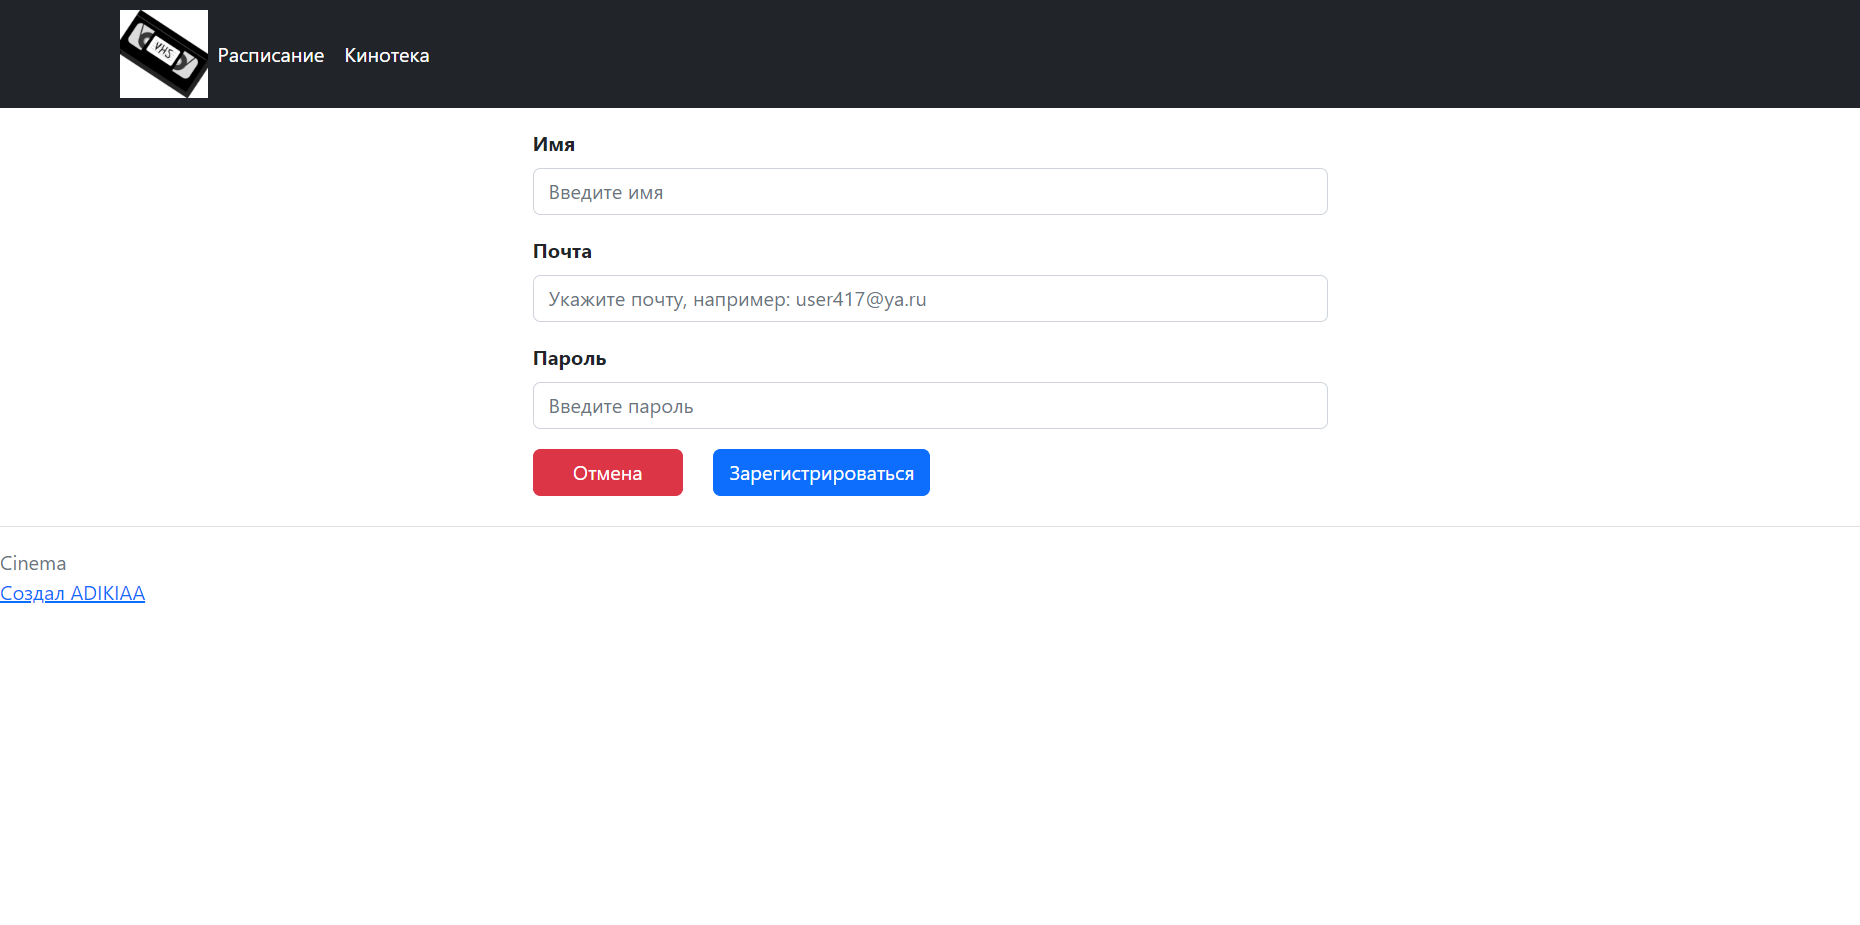 VHS
Расписание Кинотека
Имя
Введите имя
Почта
Укажите почту, например: user417@ya.ru
Пароль
Введите пароль
Отмена Зарегистрироваться
Cinema
Создал ADIKIAA